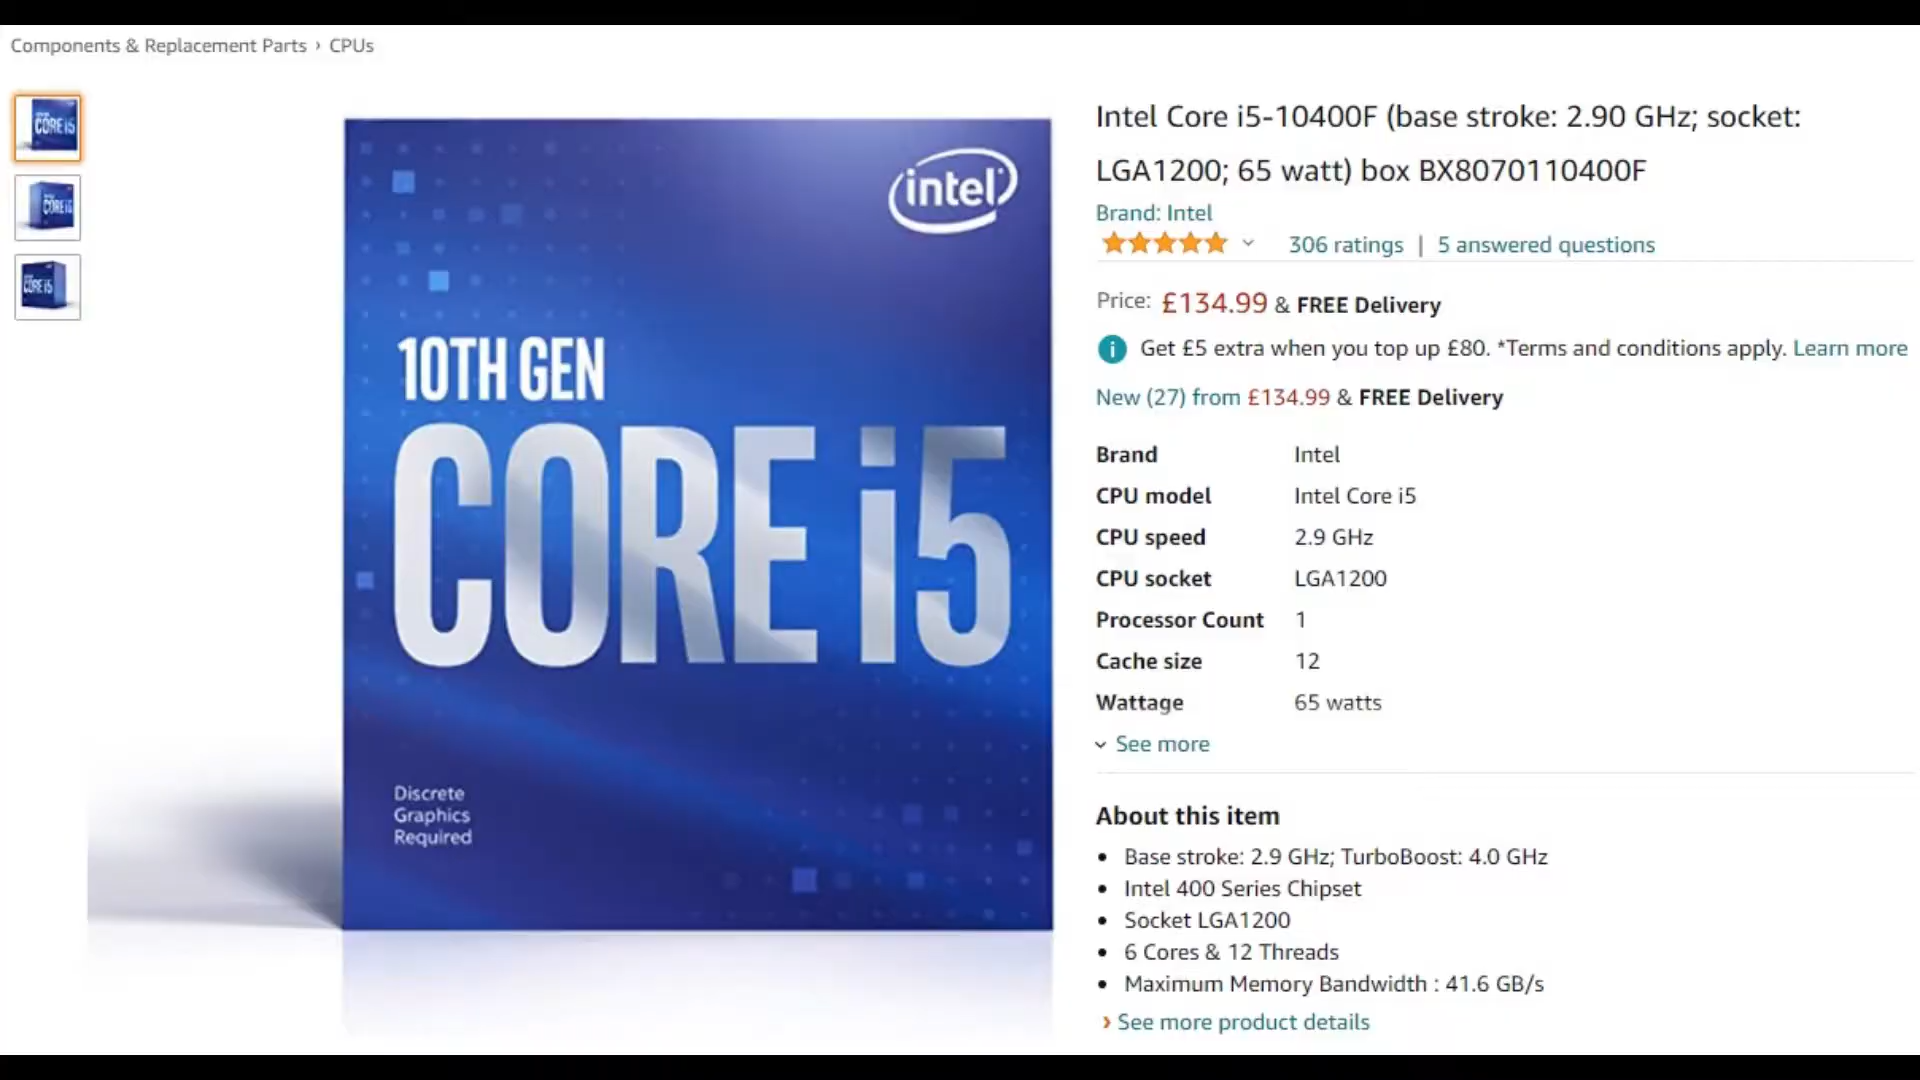 Components & Replacement Parts › CPUs
CORE i5
CORE i5
CORE i5
intel
10TH GEN
CORE i5
Discrete
Graphics
Required
Intel Core i5-10400F (base stroke: 2.90 GHz; socket:
LGA1200; 65 watt) box BX8070110400F
Brand: Intel
306 ratings | 5 answered questions
Price: £134.99 & FREE Delivery
i Get £5 extra when you top up £80. *Terms and conditions apply. Learn more
New (27) from £134.99 & FREE Delivery
Brand Intel
CPU model Intel Core i5
CPU speed 2.9 GHz
CPU socket LGA1200
Processor Count 1
Cache size 12
Wattage 65 watts
See more
About this item
• Base stroke: 2.9 GHz; TurboBoost: 4.0 GHz
• Intel 400 Series Chipset
• Socket LGA1200
• 6 Cores & 12 Threads
• Maximum Memory Bandwidth : 41.6 GB/s
› See more product details